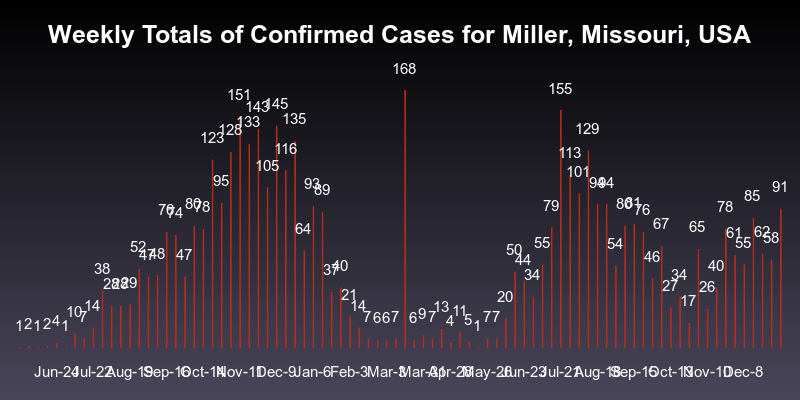 Weekly Totals of Confirmed Cases for Miller, Missouri, USA
1 2 1 2 4 1 10 7 14 38 28 28 29 52 47 48 76 74 47 80 78 123 95 128 151 133 143 105 145 116 135 64 93 89 37 40 21 14 7 6 6 7 168 6 9 7 13 4 11 5 1 7 7 20 50 44 34 55 79 155 113 101 129 94 94 54 80 81 76 46 67 27 34 17 65 26 40 78 61 55 85 62 58 91
Jun-24 Jul-22 Aug-19 Sep-16 Oct-14 Nov-11 Dec-9 Jan-6 Feb-3 Mar-3 Mar-31 Apr-28 May-26 Jun-23 Jul-21 Aug-18 Sep-15 Oct-13 Nov-10 Dec-8